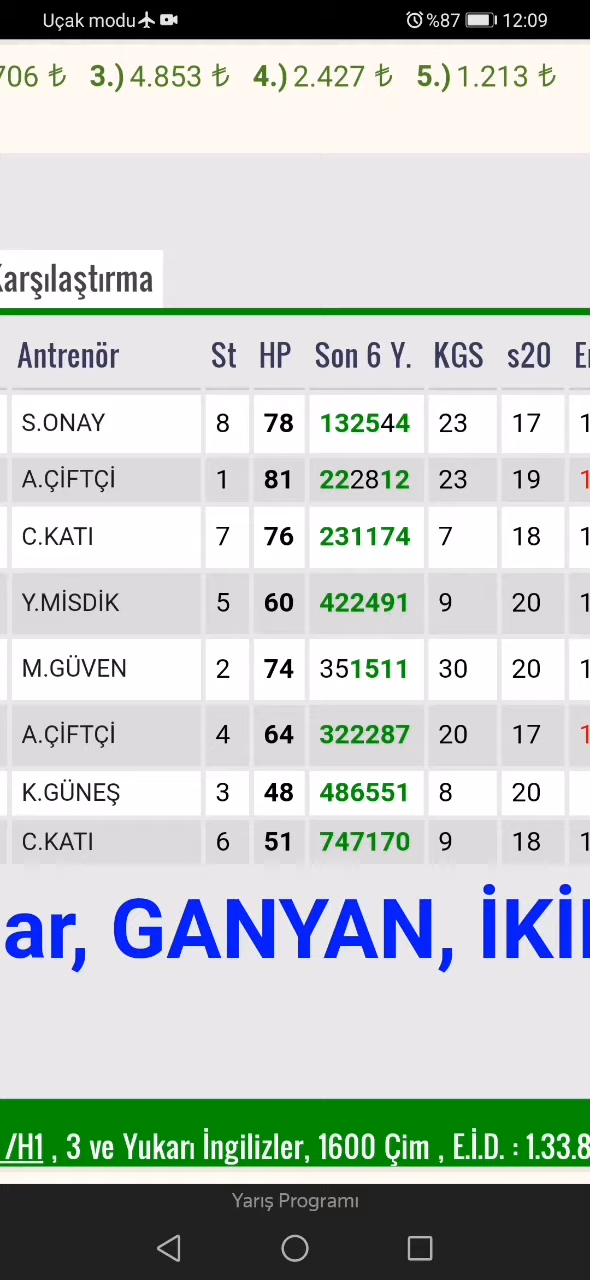 Uçak modu %87 12:09
706 ₺ 3.) 4.853 ₺ 4.) 2.427 ₺ 5.) 1.213 ₺
Karşılaştırma
Antrenör St HP Son 6 Y. KGS s20
S.ONAY 8 78 132544 23 17
A.ÇİFTÇİ 1 81 222812 23 19
C.KATI 7 76 231174 7 18
Y.MİSDİK 5 60 422491 9 20
M.GÜVEN 2 74 351511 30 20
A.ÇİFTÇİ 4 64 322287 20 17
K.GÜNEŞ 3 48 486551 8 20
C.KATI 6 51 747170 9 18
ar, GANYAN,
/H1 , 3 ve Yukarı İngilizler, 1600 Çim , E.İ.D. : 1.33.8
Yarış Programı